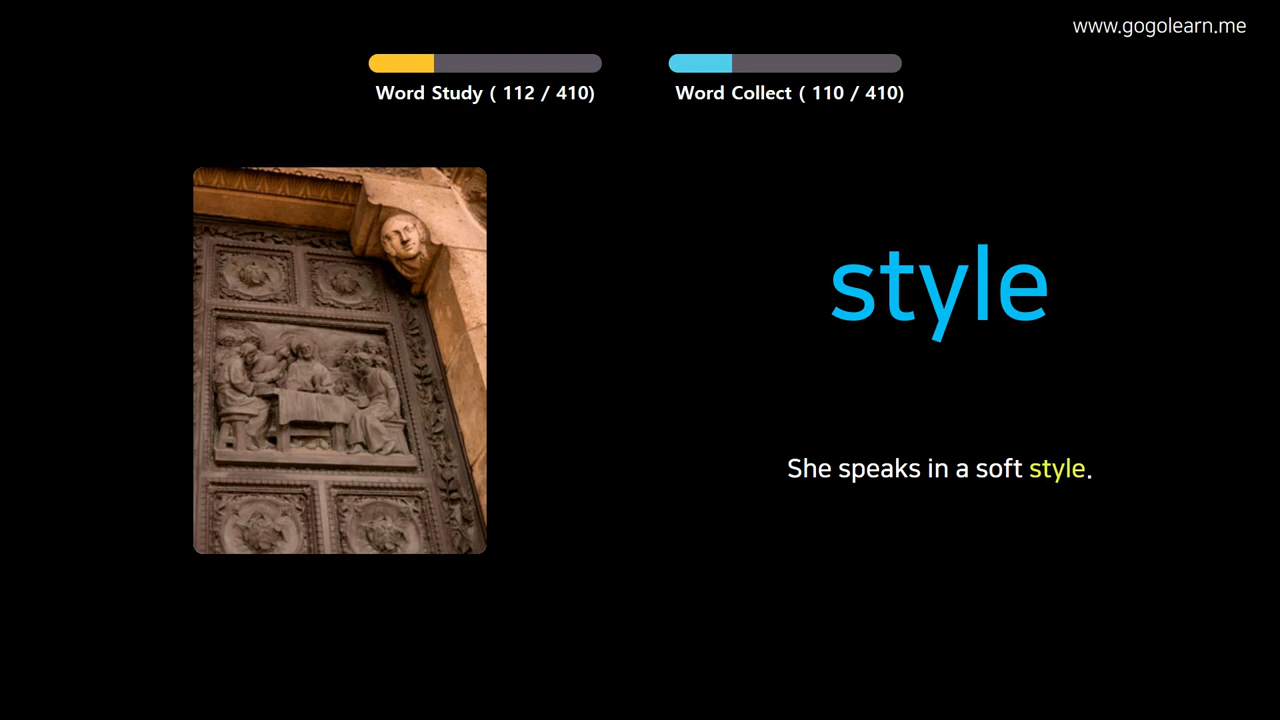 www.gogolearn.me
Word Study ( 112 / 410)
Word Collect ( 110 / 410)
style
She speaks in a soft style.